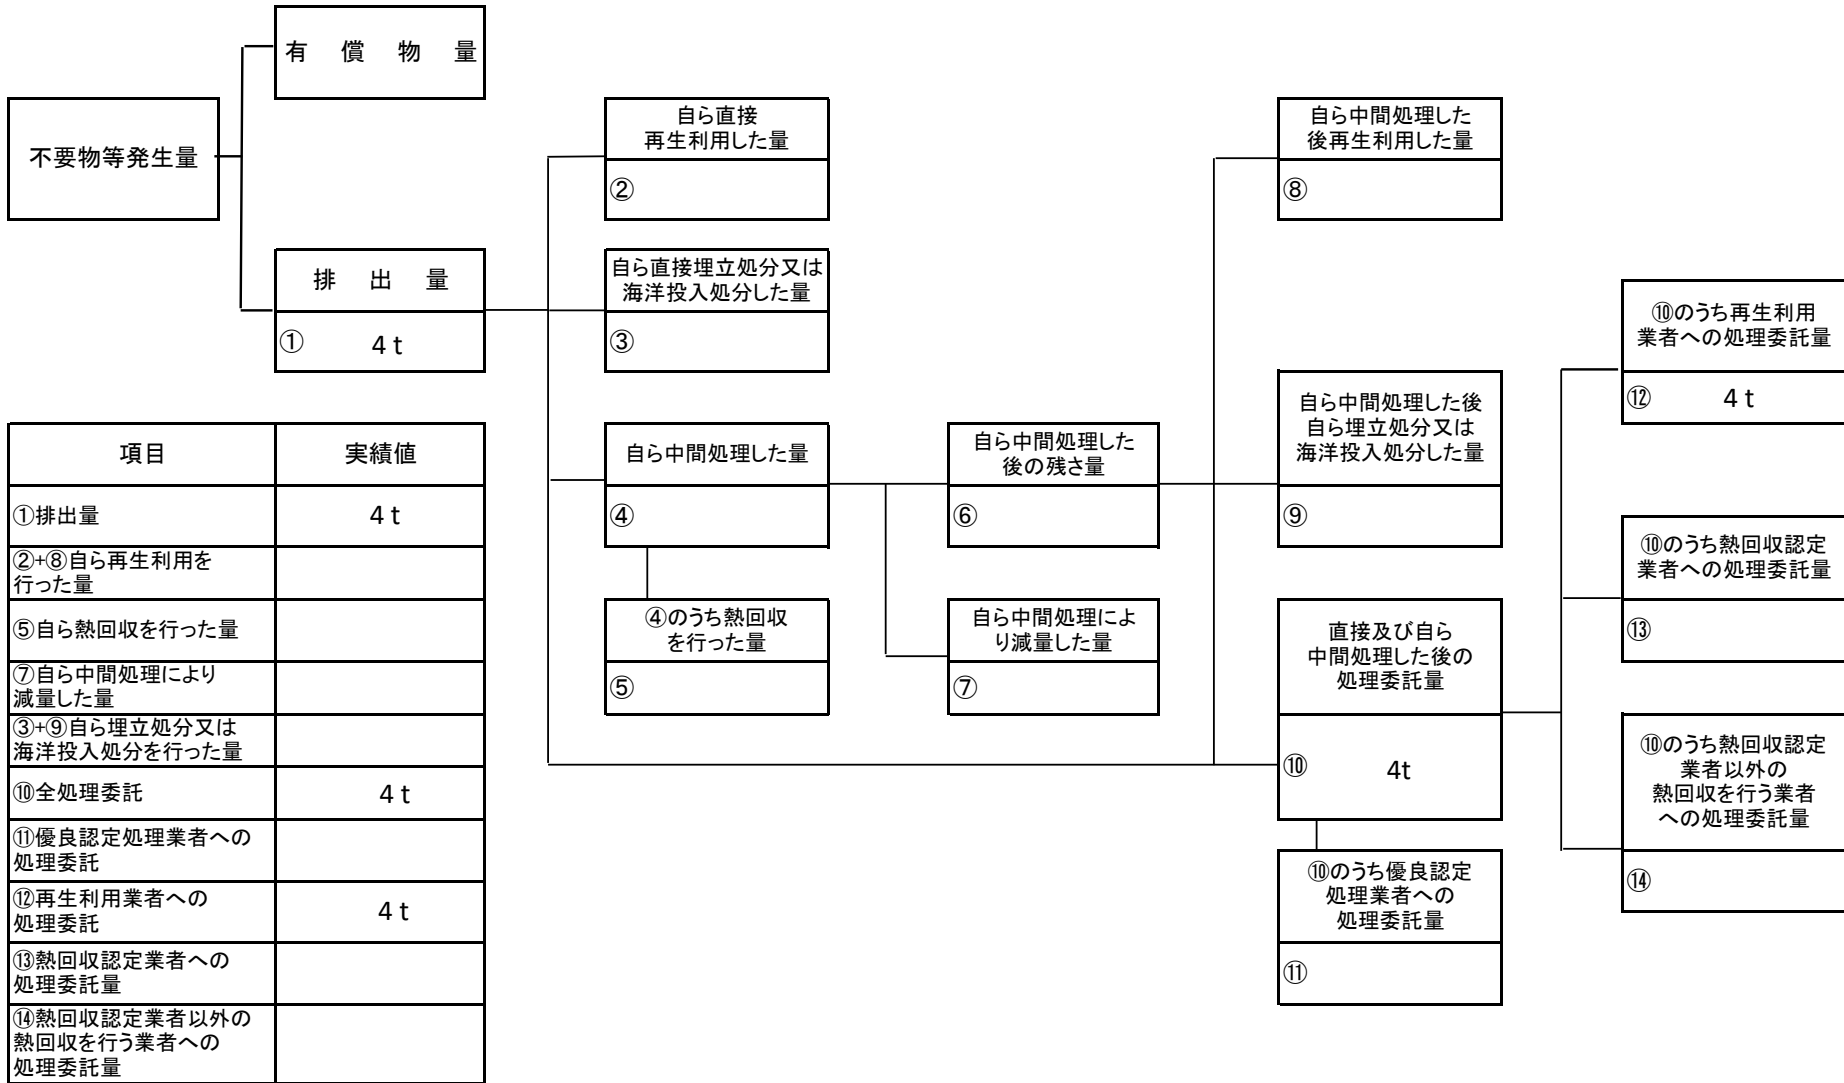 有 償 物 量
不要物等発生量
排 出 量
① 4 t
自ら直接
再生利用した量
②
自ら直接埋立処分又は
海洋投入処分した量
③
自ら中間処理した量
④
④のうち熱回収
を行った量
⑤
自ら中間処理した
後の残さ量
⑥
自ら中間処理によ
り減量した量
⑦
自ら中間処理した
後再生利用した量
⑧
自ら中間処理した後
自ら埋立処分又は
海洋投入処分した量
⑨
直接及び自ら
中間処理した後の
処理委託量
⑩ 4t
⑩のうち優良認定
処理業者への
処理委託量
⑪
⑩のうち再生利用
業者への処理委託量
⑫ 4 t
⑩のうち熱回収認定
業者への処理委託量
⑬
⑩のうち熱回収認定
業者以外の
熱回収を行う業者
への処理委託量
⑭
項目 実績値
①排出量 4 t
②+⑧自ら再生利用を
行った量
⑤自ら熱回収を行った量
⑦自ら中間処理により
減量した量
③+⑨自ら埋立処分又は
海洋投入処分を行った量
⑩全処理委託 4 t
⑪優良認定処理業者への
処理委託
⑫再生利用業者への
処理委託 4 t
⑬熱回収認定業者への
処理委託量
⑭熱回収認定業者以外の
熱回収を行う業者への
処理委託量